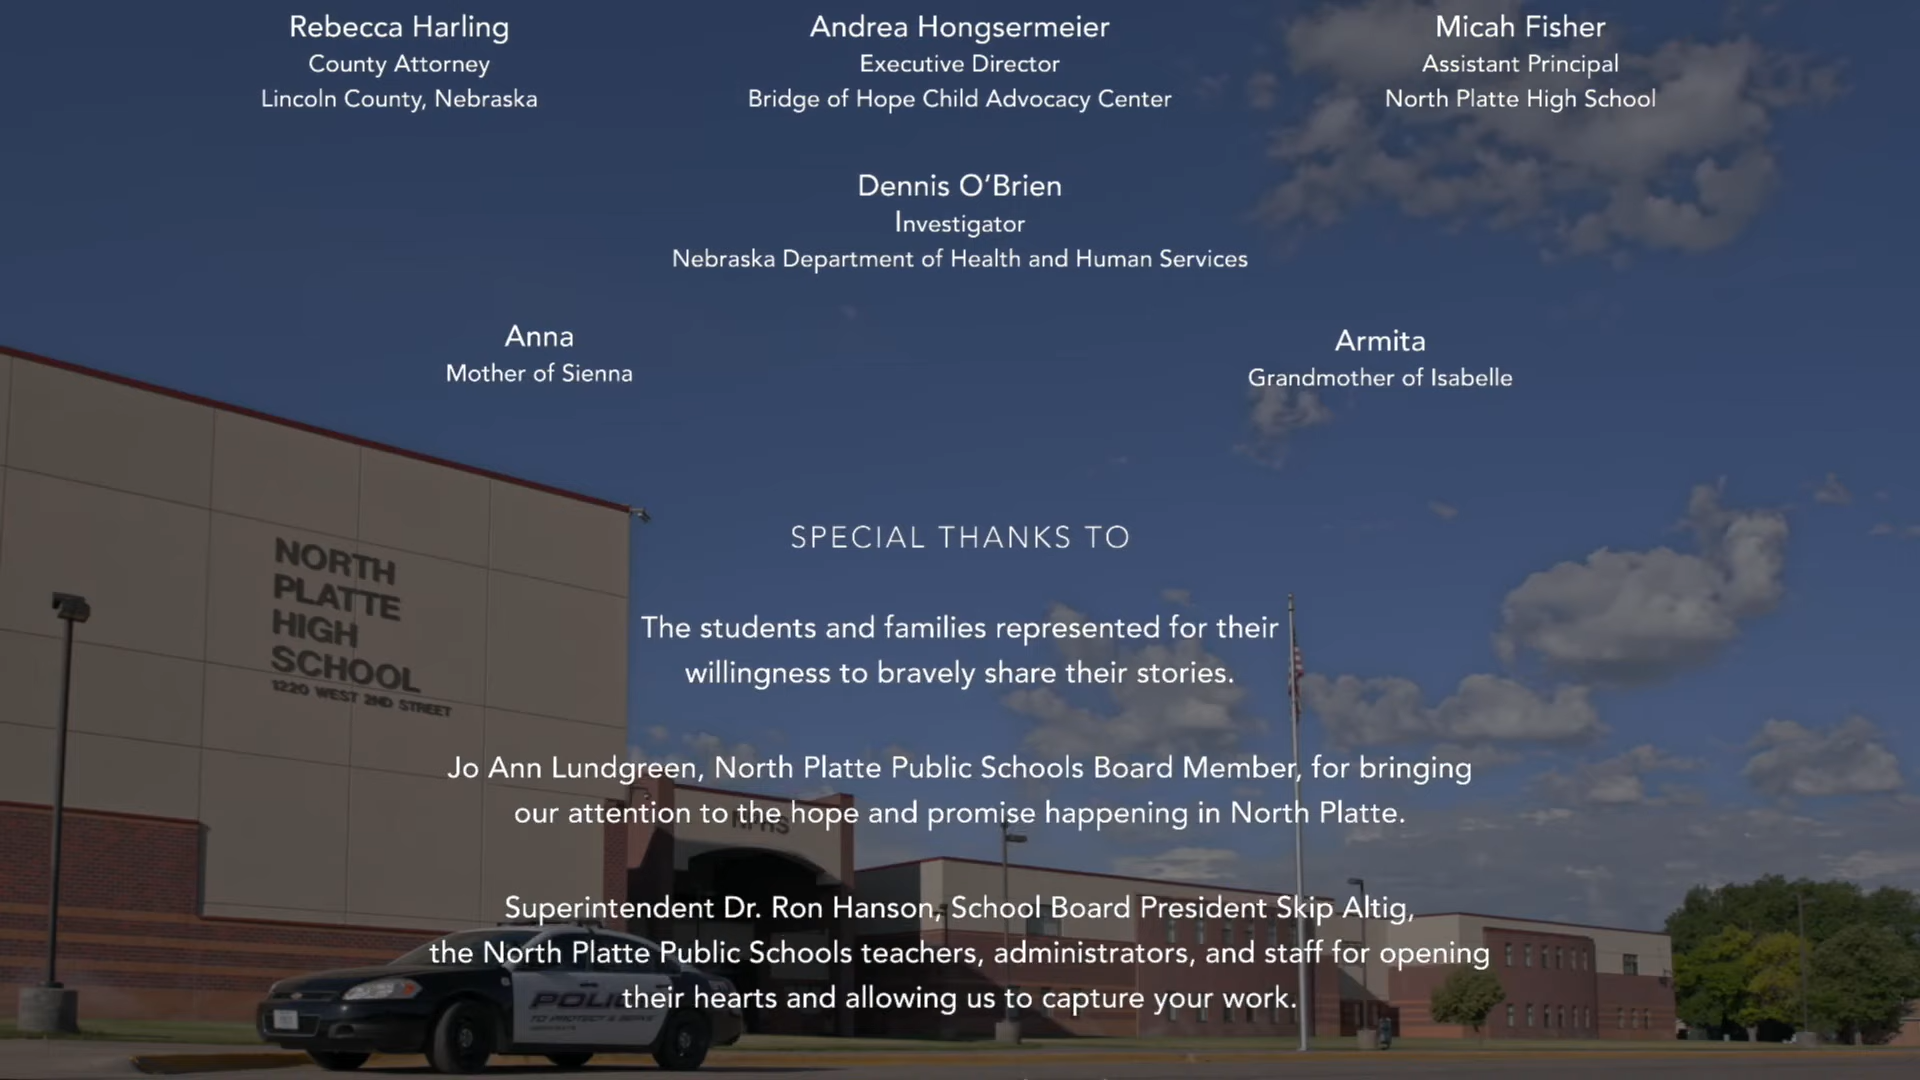 Rebecca Harling
County Attorney
Lincoln County, Nebraska
Andrea Hongsermeier
Executive Director
Bridge of Hope Child Advocacy Center
Micah Fisher
Assistant Principal
North Platte High School
Dennis O’Brien
Investigator
Nebraska Department of Health and Human Services
Anna
Mother of Sienna
Armita
Grandmother of Isabelle
SPECIAL THANKS TO
The students and families represented for their
willingness to bravely share their stories.
Jo Ann Lundgreen, North Platte Public Schools Board Member, for bringing
our attention to the hope and promise happening in North Platte.
Superintendent Dr. Ron Hanson, School Board President Skip Altig,
the North Platte Public Schools teachers, administrators, and staff for opening
their hearts and allowing us to capture your work.
NORTH
PLATTE
HIGH
SCHOOL
1220 WEST 2ND STREET
NPHS
POLICE
TO PROTECT & SERVE